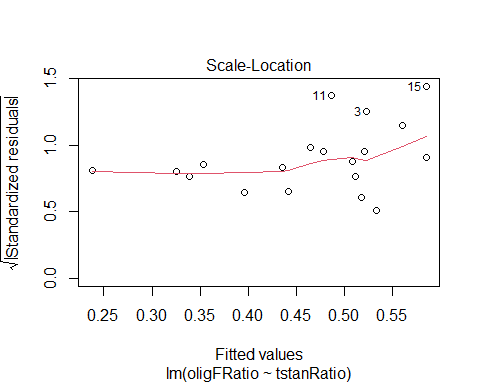 Scale-Location
√|Standardized residuals|
1.5
1.0
0.5
0.0
11
3
15
0.25 0.30 0.35 0.40 0.45 0.50 0.55
Fitted values
lm(oligFRatio ~ tstanRatio)